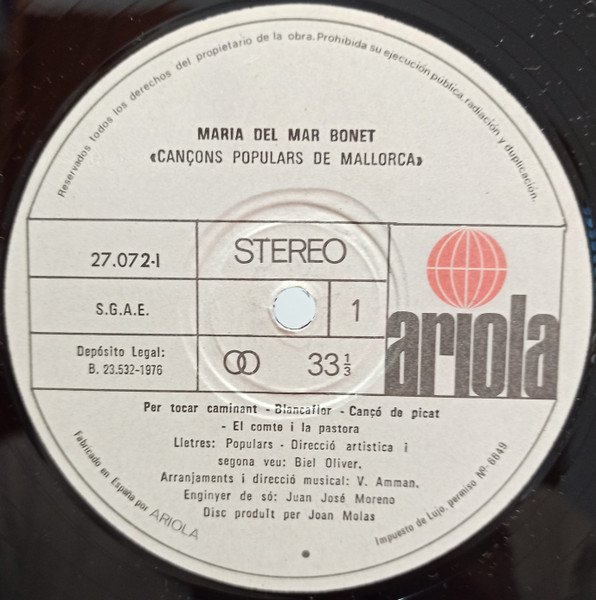 Reservados todos los derechos del propietario de la obra. Prohibida su ejecución pública, radiación y duplicación.
MARIA DEL MAR BONET
«CANÇONS POPULARS DE MALLORCA»
27.072-I
STEREO
S.G.A.E.
1
ariola
Depósito Legal:
B. 23.532-1976
33 1/3
Per tocar caminant - Blancaflor - Cançó de picat
- El comte i la pastora
Lletres: Populars - Direcció artistica i
segona veu: Biel Oliver.
Arranjaments i direcció musical: V. Amman.
Enginyer de só: Juan José Moreno
Disc produit per Joan Molas
Fabricado en España por ARIOLA
Impuesto de Lujo, permiso Nº 6649